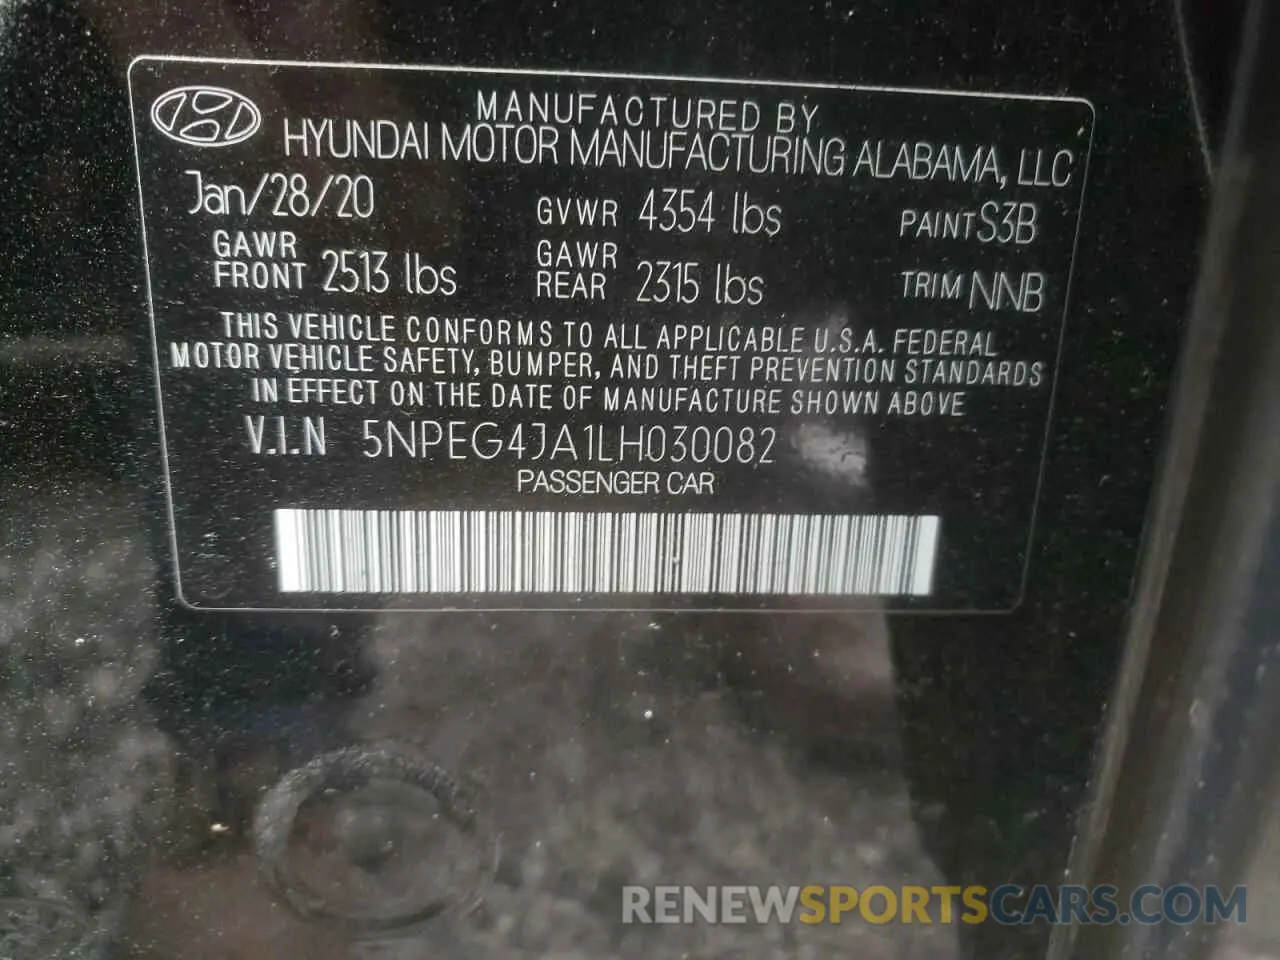 MANUFACTURED BY
HYUNDAI MOTOR MANUFACTURING ALABAMA, LLC
Jan/28/20 GVWR 4354 lbs PAINT S3B
GAWR FRONT 2513 lbs GAWR REAR 2315 lbs TRIM NNB
THIS VEHICLE CONFORMS TO ALL APPLICABLE U.S.A. FEDERAL
MOTOR VEHICLE SAFETY, BUMPER, AND THEFT PREVENTION STANDARDS
IN EFFECT ON THE DATE OF MANUFACTURE SHOWN ABOVE
V.I.N 5NPEG4JA1LH030082
PASSENGER CAR
RENEWSPORTSCARS.COM